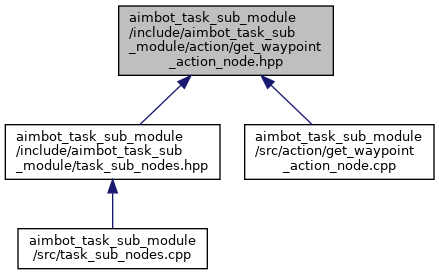 aimbot_task_sub_module
/include/aimbot_task_sub
_module/action/get_waypoint
_action_node.hpp
aimbot_task_sub_module
/include/aimbot_task_sub
_module/task_sub_nodes.hpp
aimbot_task_sub_module
/src/action/get_waypoint
_action_node.cpp
aimbot_task_sub_module
/src/task_sub_nodes.cpp